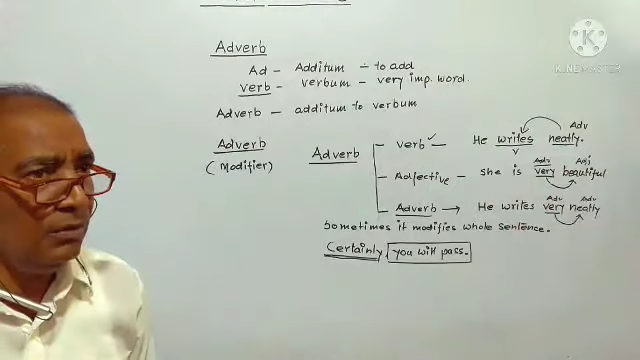 Adverb
Ad - Additum ÷ to add
verb - verbum - very imp. word.
Adverb - additum to verbum
Adverb
(Modifier)
Adverb
verb ✓ - He writes neatly.
V
Adv
Adjective - she is very beautiful
Adv
Adj
Adverb → He writes very neatly
Adv
Adv
Sometimes it modifies whole sentence.
Certainly, you will pass.
K
KINEMASTER